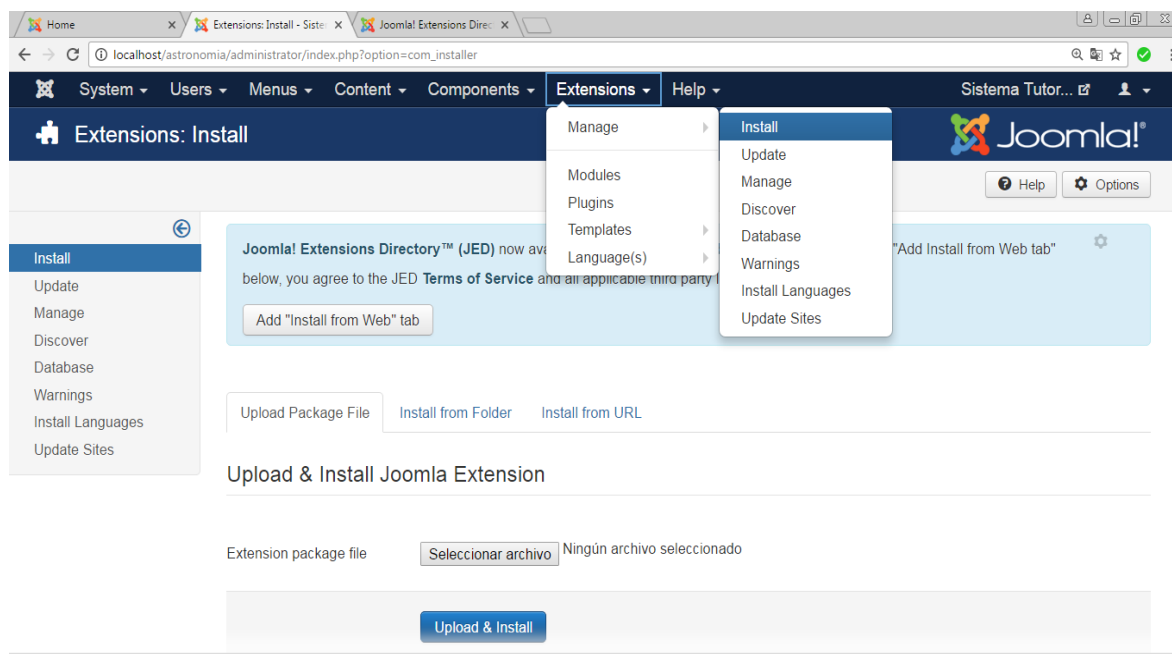 Home
Extensions: Install - Siste
Joomla! Extensions Direc
localhost/astronomia/administrator/index.php?option=com_installer
System Users Menus Content Components Extensions Help Sistema Tutor...
Extensions: Install
Joomla!®
Manage
Modules
Plugins
Templates
Language(s)
Install
Update
Manage
Discover
Database
Warnings
Install Languages
Update Sites
Help Options
Install
Update
Manage
Discover
Database
Warnings
Install Languages
Update Sites
Joomla! Extensions Directory™ (JED) now "Add Install from Web tab"
below, you agree to the JED Terms of Service and all applicable third party
Add "Install from Web" tab
Upload Package File Install from Folder Install from URL
Upload & Install Joomla Extension
Extension package file Seleccionar archivo Ningún archivo seleccionado
Upload & Install